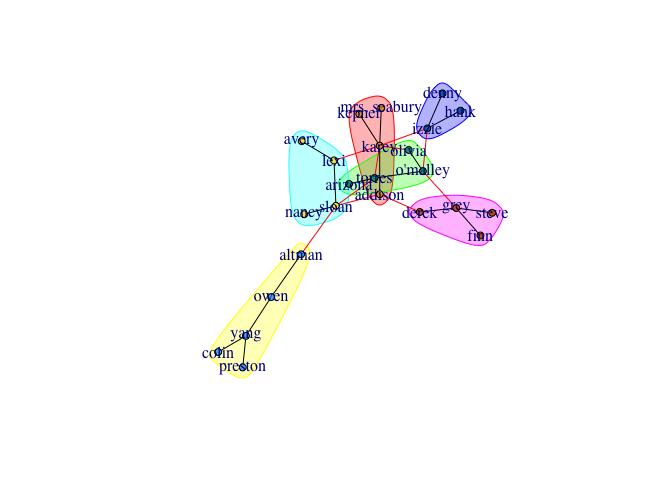 denny
mrs. seabury
kepner
hank
izzie
avery
karev
olivia
lexi
o'malley
torres
arizona
addison
sloan
nancy
derek
grey
steve
finn
altman
owen
yang
colin
preston